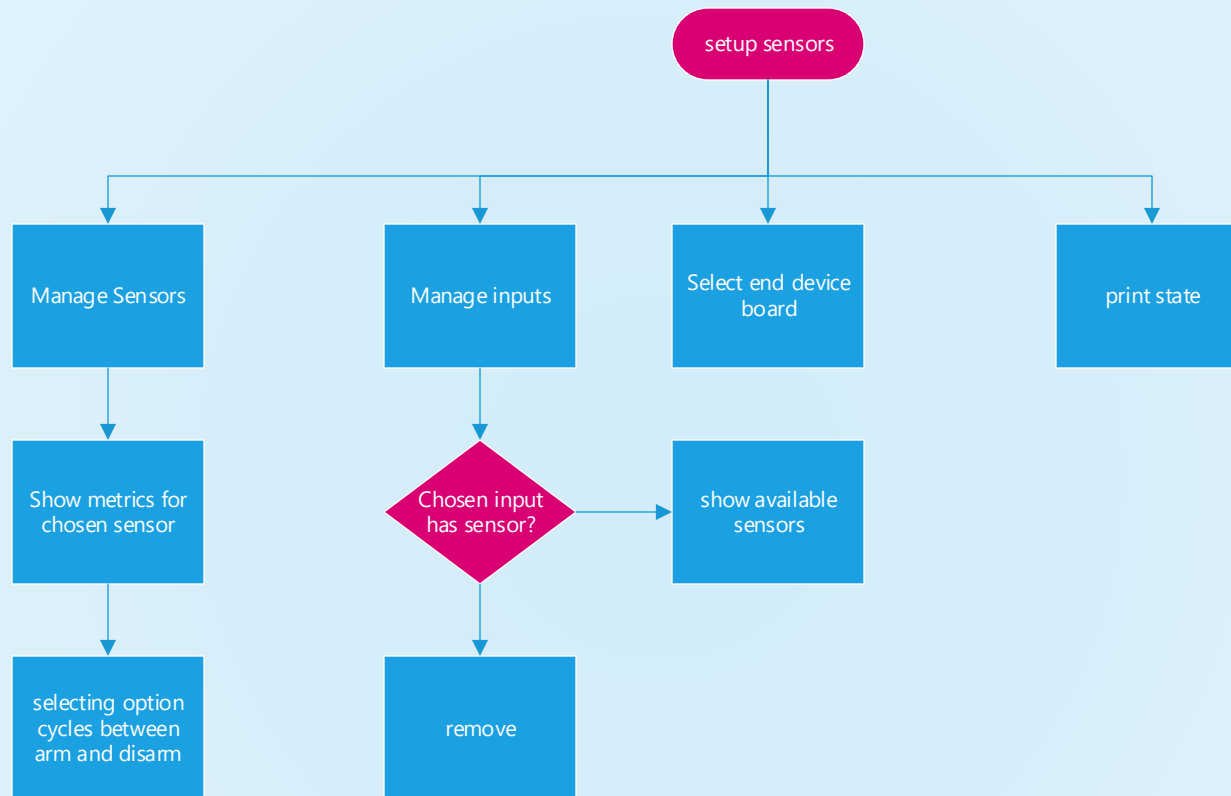 setup sensors
Manage Sensors
Manage inputs
Select end device
board
print state
Show metrics for
chosen sensor
Chosen input
has sensor?
show available
sensors
selecting option
cycles between
arm and disarm
remove